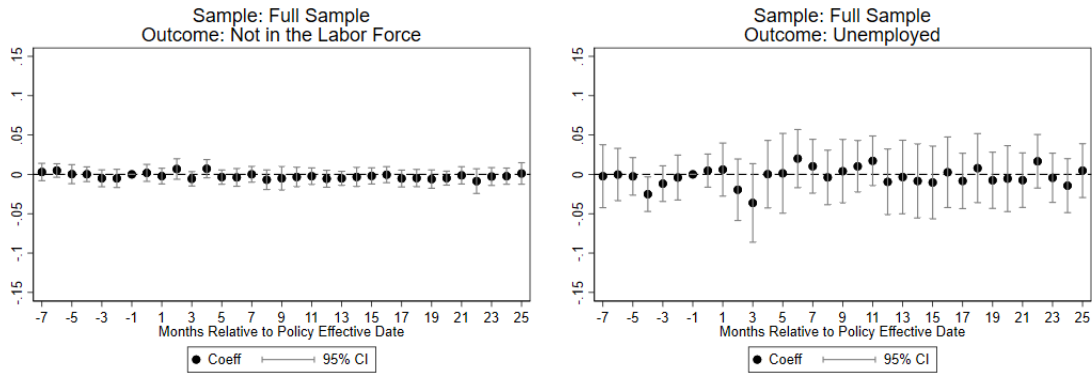 Sample: Full Sample
Outcome: Not in the Labor Force
.15
.1
.05
0
-.05
-.1
-.15
-7 -5 -3 -1 1 3 5 7 9 11 13 15 17 19 21 23 25
Months Relative to Policy Effective Date
Coeff 95% CI
Sample: Full Sample
Outcome: Unemployed
.15
.1
.05
0
-.05
-.1
-.15
-7 -5 -3 -1 1 3 5 7 9 11 13 15 17 19 21 23 25
Months Relative to Policy Effective Date
Coeff 95% CI